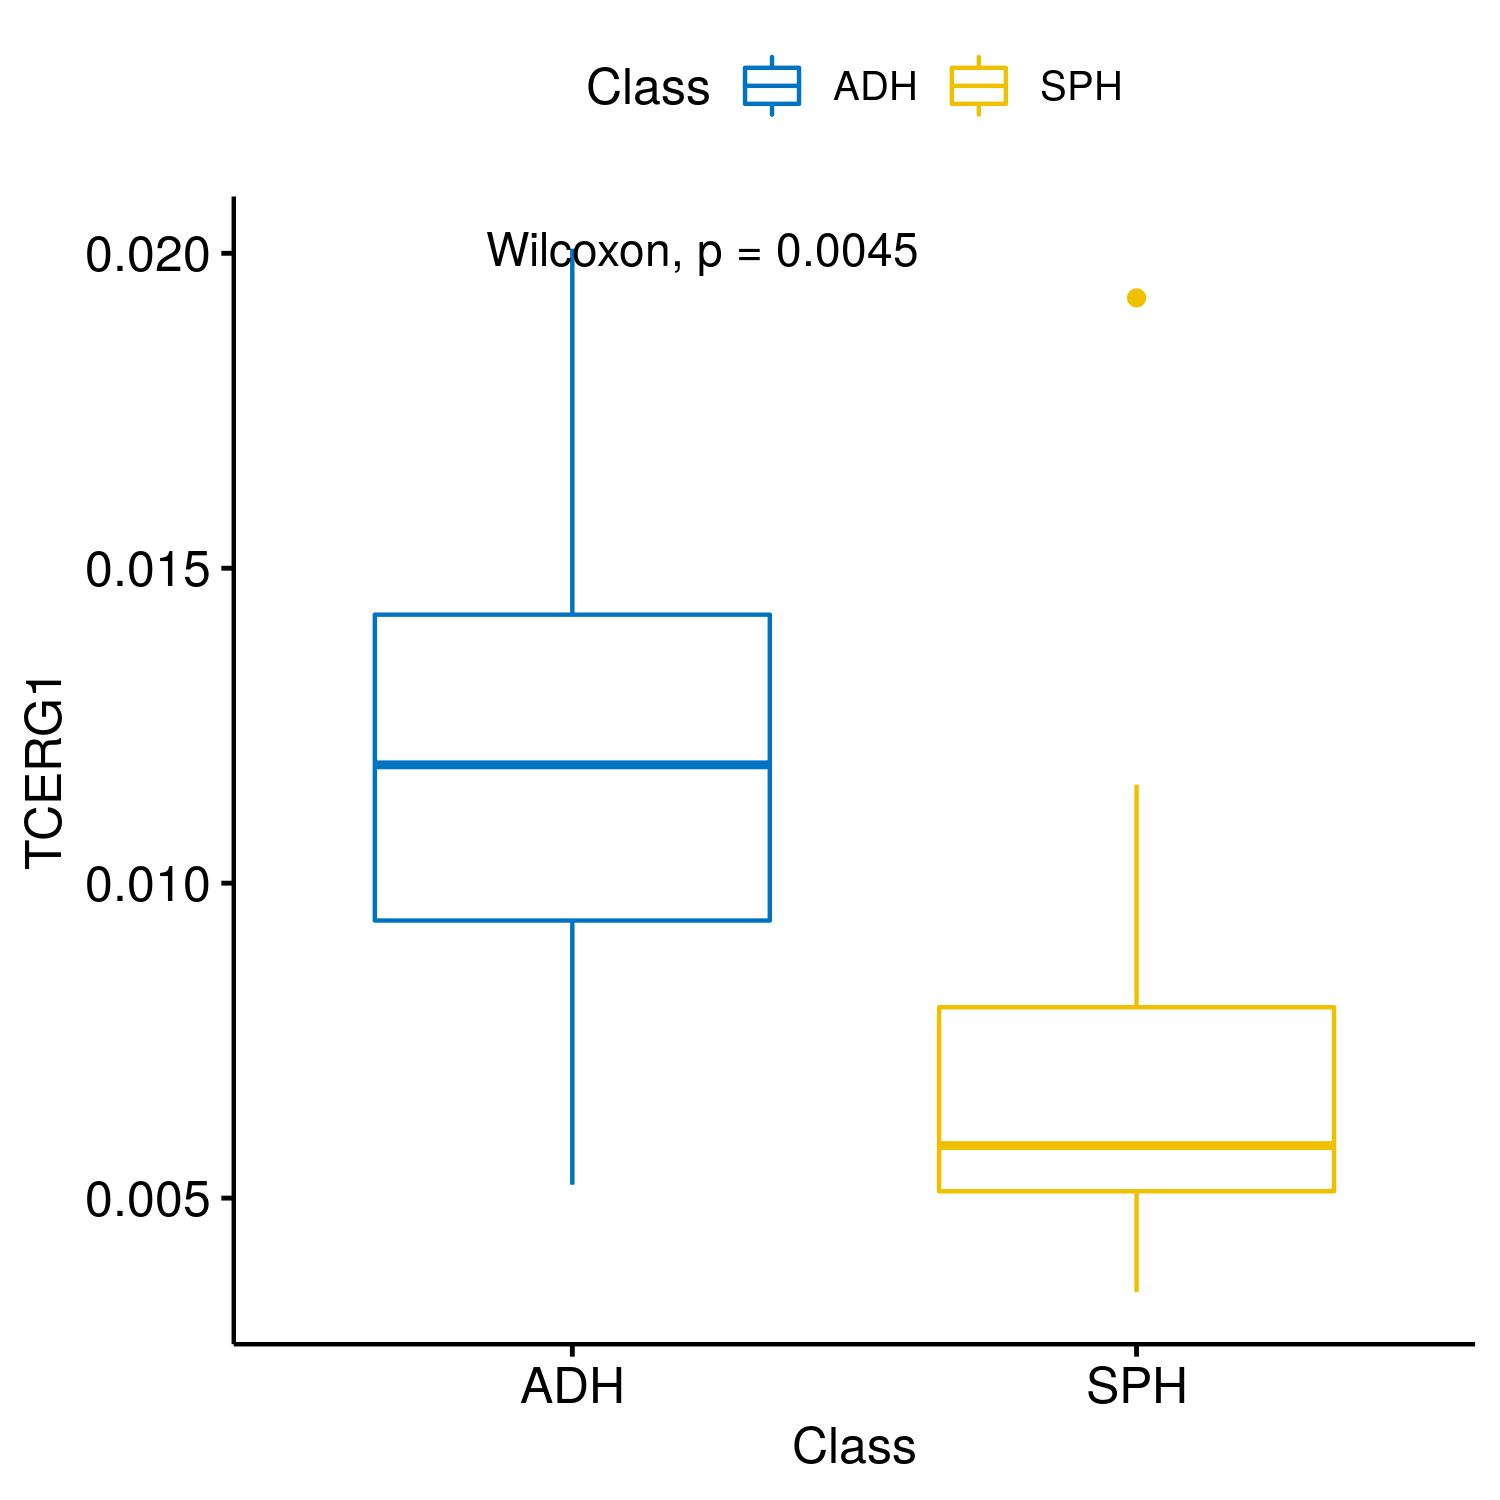 Class ADH SPH
Wilcoxon, p = 0.0045
0.020
0.015
0.010
0.005
TCERG1
ADH SPH
Class